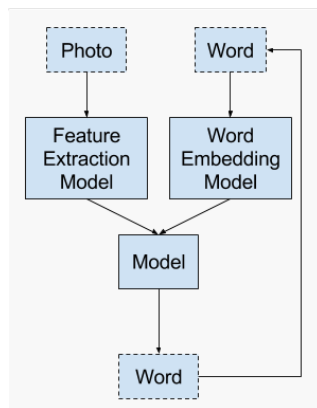 Photo
Word
Feature
Extraction
Model
Word
Embedding
Model
Model
Word